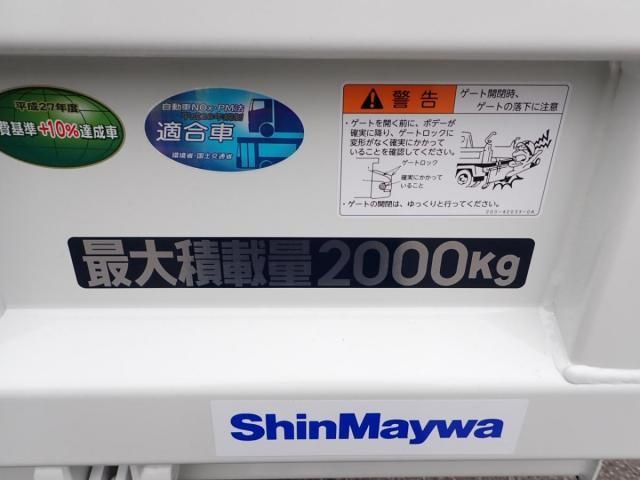 平成27年度
費基準+10%達成車
自動車NOx・PM法
適合車
環境省・国土交通省
警告
ゲート開閉時、
ゲートの落下に注意
・ゲートを開く前に、ボデーが
確実に降り、ゲートロックに
変形がなく確実にかかって
いることを確認してください。
ゲートロック
確実にかかって
いること
・ゲートの開閉は、ゆっくりと行ってください。
最大積載量2000Kg
ShinMaywa